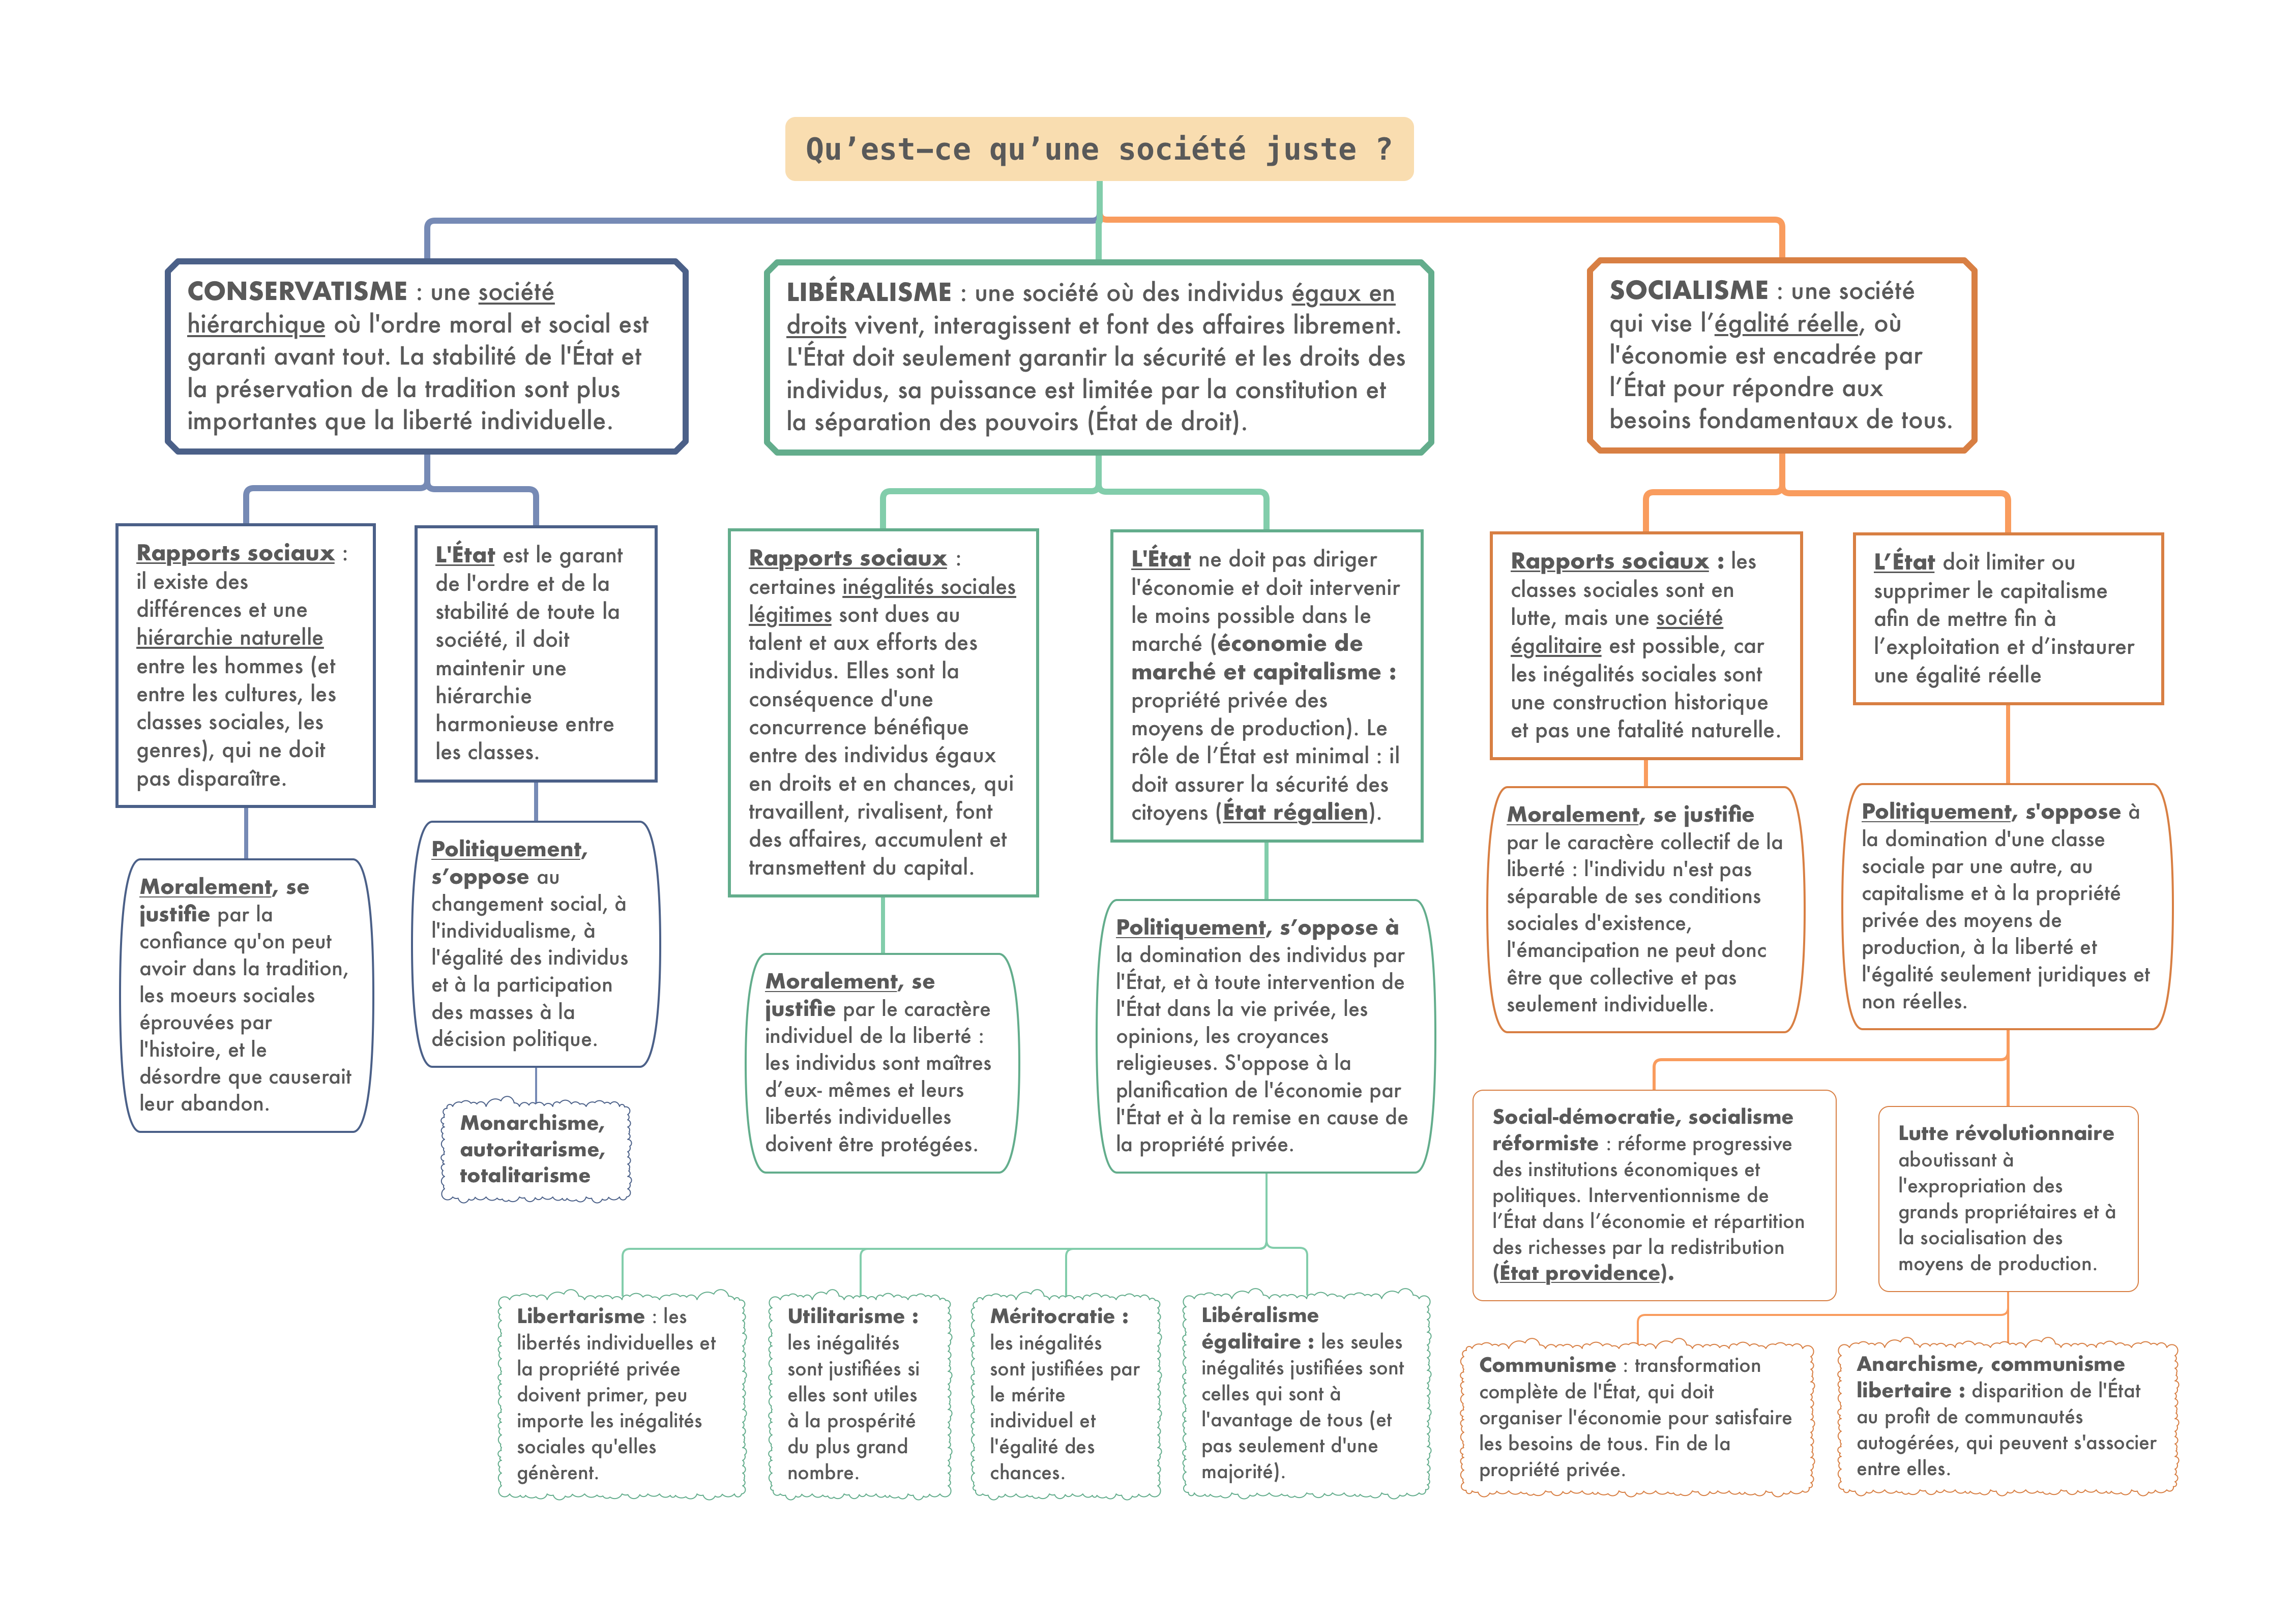 Qu’est-ce qu’une société juste ?
CONSERVATISME : une société
hiérarchique où l'ordre moral et social est
garanti avant tout. La stabilité de l'État et
la préservation de la tradition sont plus
importantes que la liberté individuelle.
LIBÉRALISME : une société où des individus égaux en
droits vivent, interagissent et font des affaires librement.
L'État doit seulement garantir la sécurité et les droits des
individus, sa puissance est limitée par la constitution et
la séparation des pouvoirs (État de droit).
SOCIALISME : une société
qui vise l’égalité réelle, où
l'économie est encadrée par
l’État pour répondre aux
besoins fondamentaux de tous.
Rapports sociaux :
il existe des
différences et une
hiérarchie naturelle
entre les hommes (et
entre les cultures, les
classes sociales, les
genres), qui ne doit
pas disparaître.
L'État est le garant
de l'ordre et de la
stabilité de toute la
société, il doit
maintenir une
hiérarchie
harmonieuse entre
les classes.
Rapports sociaux :
certaines inégalités sociales
légitimes sont dues au
talent et aux efforts des
individus. Elles sont la
conséquence d'une
concurrence bénéfique
entre des individus égaux
en droits et en chances, qui
travaillent, rivalisent, font
des affaires, accumulent et
transmettent du capital.
L'État ne doit pas diriger
l'économie et doit intervenir
le moins possible dans le
marché (économie de
marché et capitalisme :
propriété privée des
moyens de production). Le
rôle de l’État est minimal : il
doit assurer la sécurité des
citoyens (État régalien).
Rapports sociaux : les
classes sociales sont en
lutte, mais une société
égalitaire est possible, car
les inégalités sociales sont
une construction historique
et pas une fatalité naturelle.
L’État doit limiter ou
supprimer le capitalisme
afin de mettre fin à
l’exploitation et d’instaurer
une égalité réelle
Moralement, se
justifie par la
confiance qu'on peut
avoir dans la tradition,
les moeurs sociales
éprouvées par
l'histoire, et le
désordre que causerait
leur abandon.
Politiquement,
s’oppose au
changement social, à
l'individualisme, à
l'égalité des individus
et à la participation
des masses à la
décision politique.
Monarchisme,
autoritarisme,
totalitarisme
Moralement, se
justifie par le caractère
individuel de la liberté :
les individus sont maîtres
d’eux- mêmes et leurs
libertés individuelles
doivent être protégées.
Politiquement, s’oppose à
la domination des individus par
l'État, et à toute intervention de
l'État dans la vie privée, les
opinions, les croyances
religieuses. S'oppose à la
planification de l'économie par
l'État et à la remise en cause de
la propriété privée.
Moralement, se justifie
par le caractère collectif de la
liberté : l'individu n'est pas
séparable de ses conditions
sociales d'existence,
l'émancipation ne peut donc
être que collective et pas
seulement individuelle.
Politiquement, s'oppose à
la domination d'une classe
sociale par une autre, au
capitalisme et à la propriété
privée des moyens de
production, à la liberté et
l'égalité seulement juridiques et
non réelles.
Social-démocratie, socialisme
réformiste : réforme progressive
des institutions économiques et
politiques. Interventionnisme de
l’État dans l’économie et répartition
des richesses par la redistribution
(État providence).
Lutte révolutionnaire
aboutissant à
l'expropriation des
grands propriétaires et à
la socialisation des
moyens de production.
Libertarisme : les
libertés individuelles et
la propriété privée
doivent primer, peu
importe les inégalités
sociales qu'elles
génèrent.
Utilitarisme :
les inégalités
sont justifiées si
elles sont utiles
à la prospérité
du plus grand
nombre.
Méritocratie :
les inégalités
sont justifiées par
le mérite
individuel et
l'égalité des
chances.
Libéralisme
égalitaire : les seules
inégalités justifiées sont
celles qui sont à
l'avantage de tous (et
pas seulement d'une
majorité).
Communisme : transformation
complète de l'État, qui doit
organiser l'économie pour satisfaire
les besoins de tous. Fin de la
propriété privée.
Anarchisme, communisme
libertaire : disparition de l'État
au profit de communautés
autogérées, qui peuvent s'associer
entre elles.